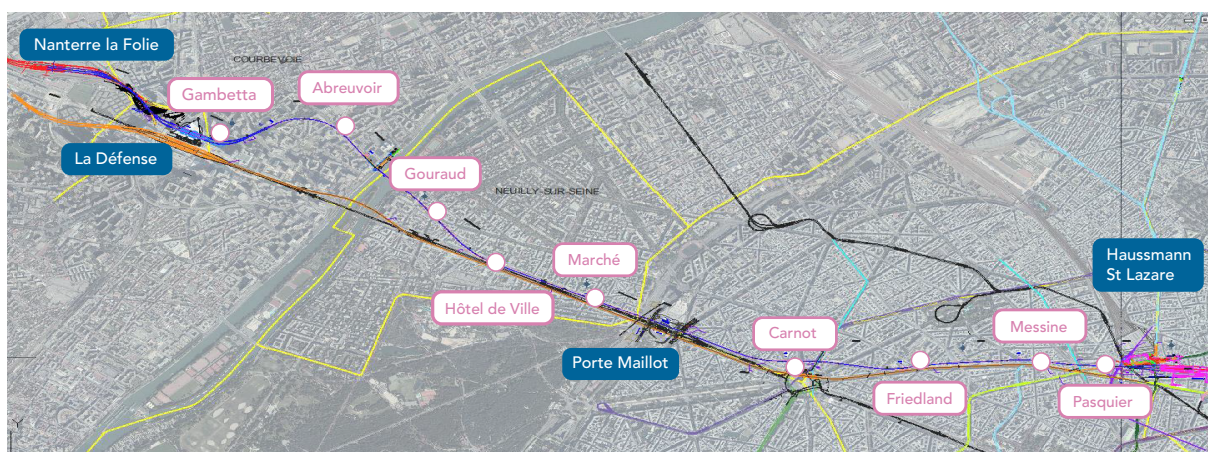 Nanterre la Folie
COURBEVOIE
Gambetta
Abreuvoir
La Défense
Gouraud
NEUILLY-SUR-SEINE
Marché
Hôtel de Ville
Porte Maillot
Carnot
Friedland
Messine
Haussmann
St Lazare
Pasquier